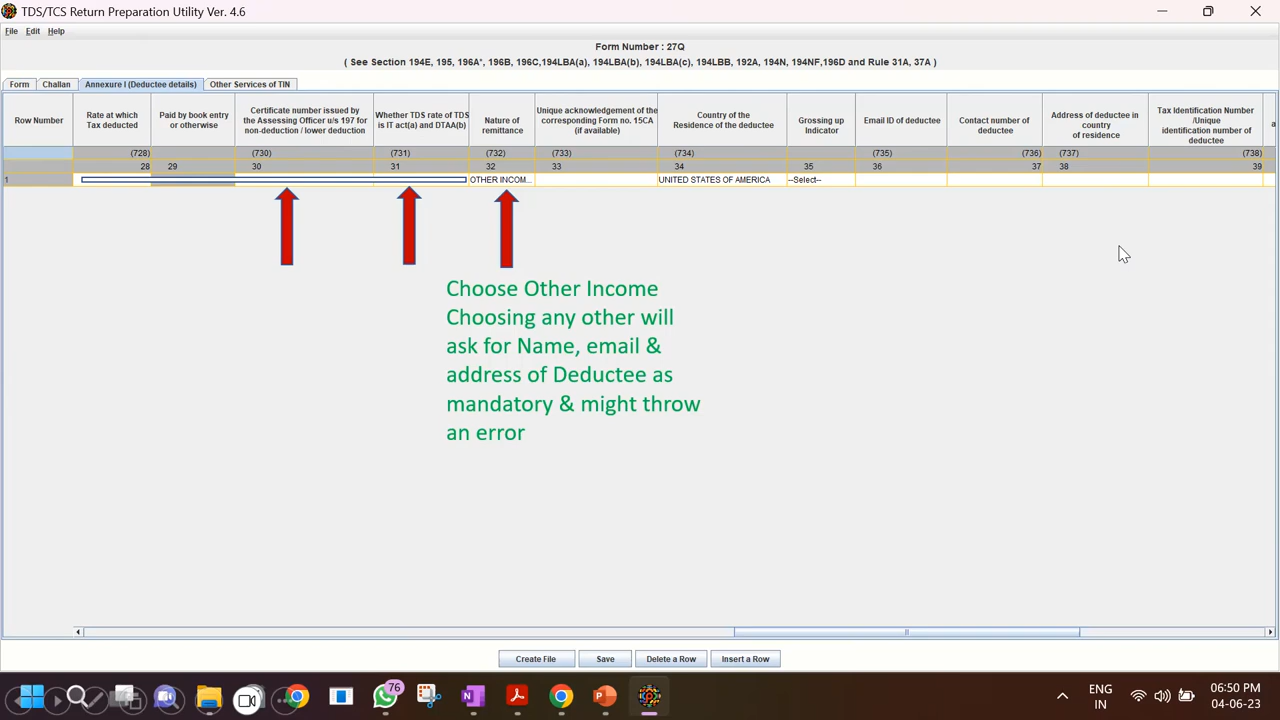 TDS/TCS Return Preparation Utility Ver. 4.6
File Edit Help
Form Number : 27Q
( See Section 194E, 195, 196A*, 196B, 196C,194LBA(a), 194LBA(b), 194LBA(c), 194LBB, 192A, 194N, 194NF,196D and Rule 31A, 37A )
Form Challan Annexure I (Deductee details) Other Services of TIN
Row Number
Rate at which
Tax deducted
Paid by book entry
or otherwise
Certificate number issued by
the Assessing Officer u/s 197 for
non-deduction / lower deduction
Whether TDS rate of TDS
is IT act(a) and DTAA(b)
Nature of
remittance
Unique acknowledgement of the
corresponding Form no. 15CA
(if available)
Country of the
Residence of the deductee
Grossing up
Indicator
Email ID of deductee
Contact number of
deductee
Address of deductee in
country
of residence
Tax Identification Number
/Unique
identification number of
deductee
(728) (730) (731) (732) (733) (734) (735) (736) (737) (738)
28 29 30 31 32 33 34 35 36 37 38 39
1 OTHER INCOM... UNITED STATES OF AMERICA --Select--
Choose Other Income
Choosing any other will
ask for Name, email &
address of Deductee as
mandatory & might throw
an error
Create File Save Delete a Row Insert a Row
76
ENG
IN
06:50 PM
04-06-23